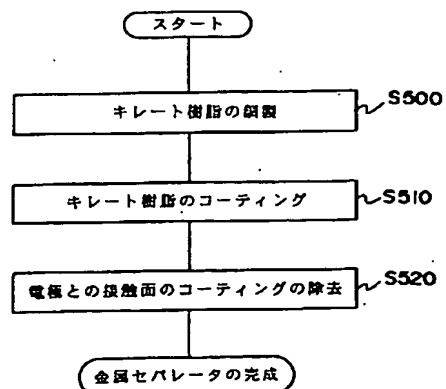 スタート
キレート樹脂の調製
S500
キレート樹脂のコーティング
S510
電極との接触面のコーティングの除去
S520
金属セパレータの完成